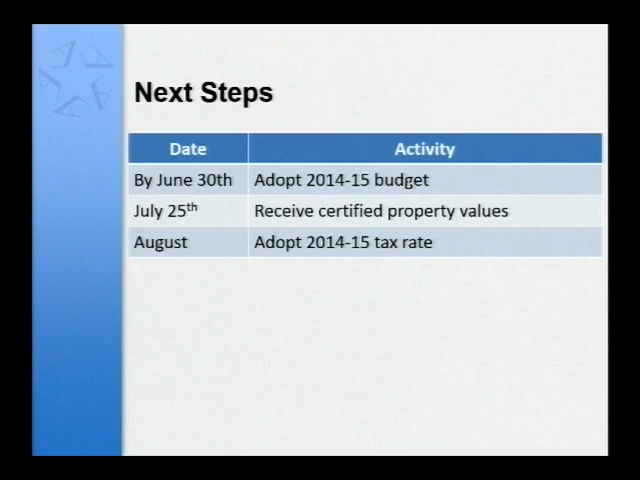 Next Steps
Date Activity
By June 30th Adopt 2014-15 budget
July 25th Receive certified property values
August Adopt 2014-15 tax rate